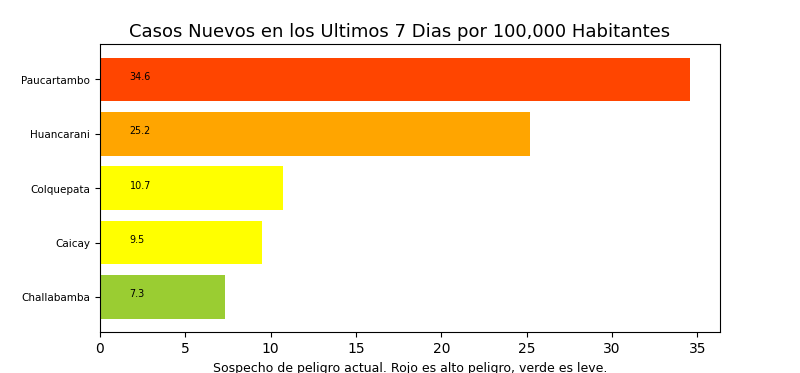 Casos Nuevos en los Ultimos 7 Dias por 100,000 Habitantes
Paucartambo 34.6
Huancarani 25.2
Colquepata 10.7
Caicay 9.5
Challabamba 7.3
0 5 10 15 20 25 30 35
Sospecho de peligro actual. Rojo es alto peligro, verde es leve.